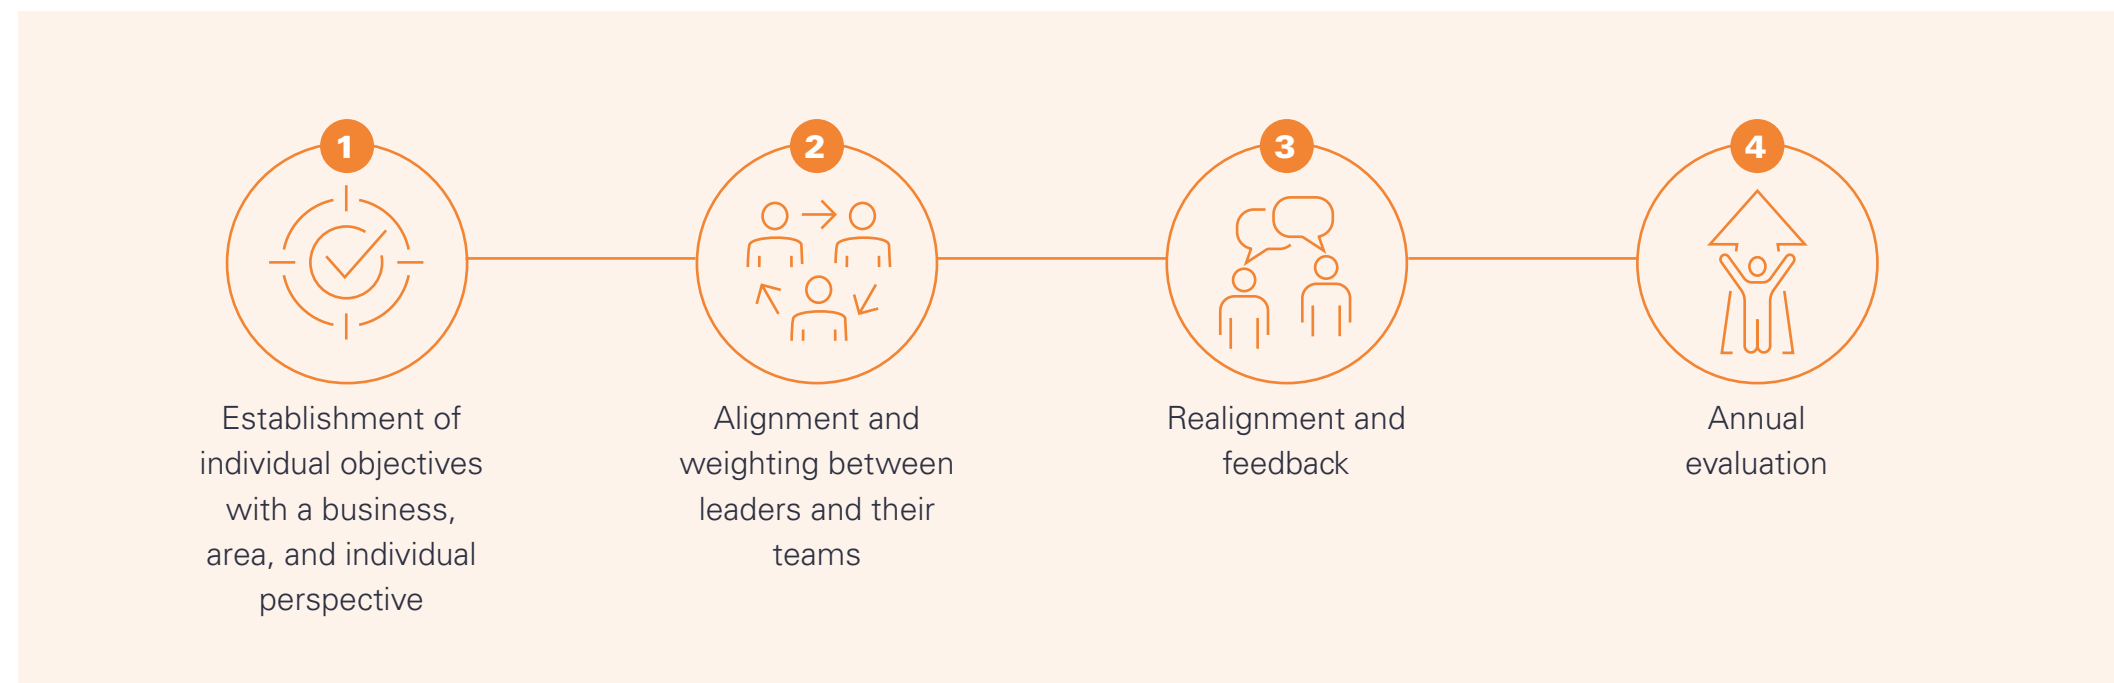 1
Establishment of
individual objectives
with a business,
area, and individual
perspective
2
Alignment and
weighting between
leaders and their
teams
3
Realignment and
feedback
4
Annual
evaluation